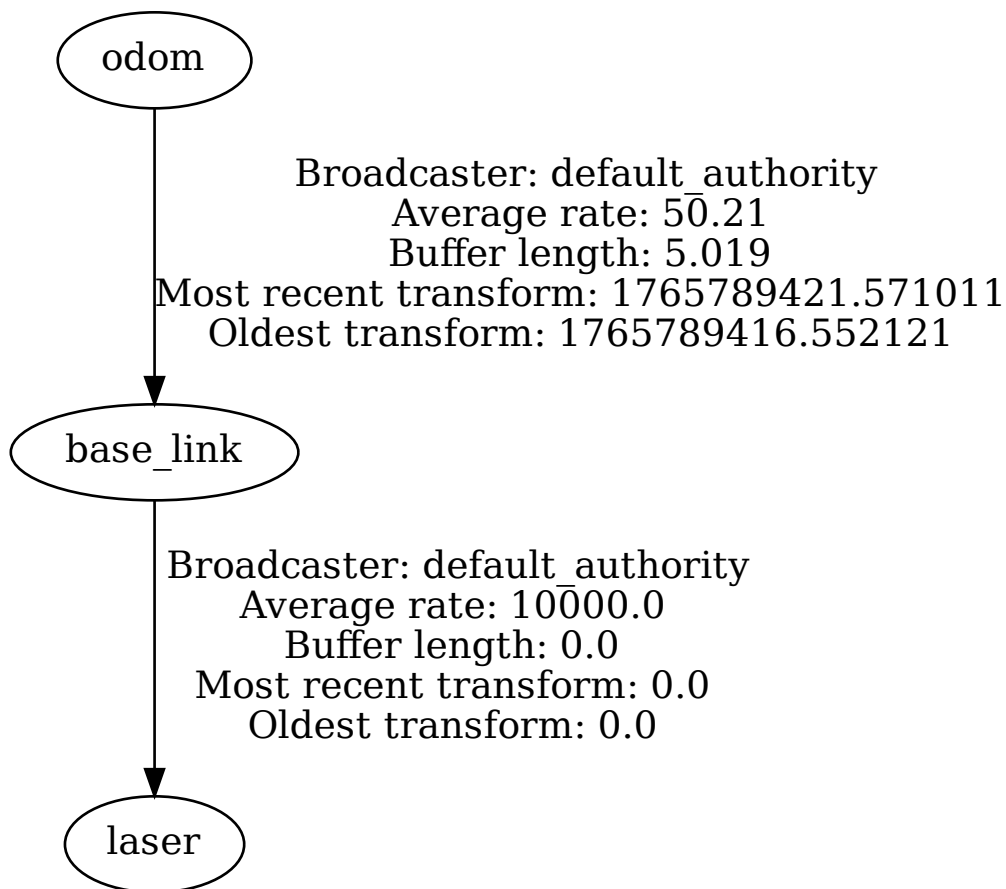 odom
Broadcaster: default_authority
Average rate: 50.21
Buffer length: 5.019
Most recent transform: 1765789421.571011
Oldest transform: 1765789416.552121
base_link
Broadcaster: default_authority
Average rate: 10000.0
Buffer length: 0.0
Most recent transform: 0.0
Oldest transform: 0.0
laser